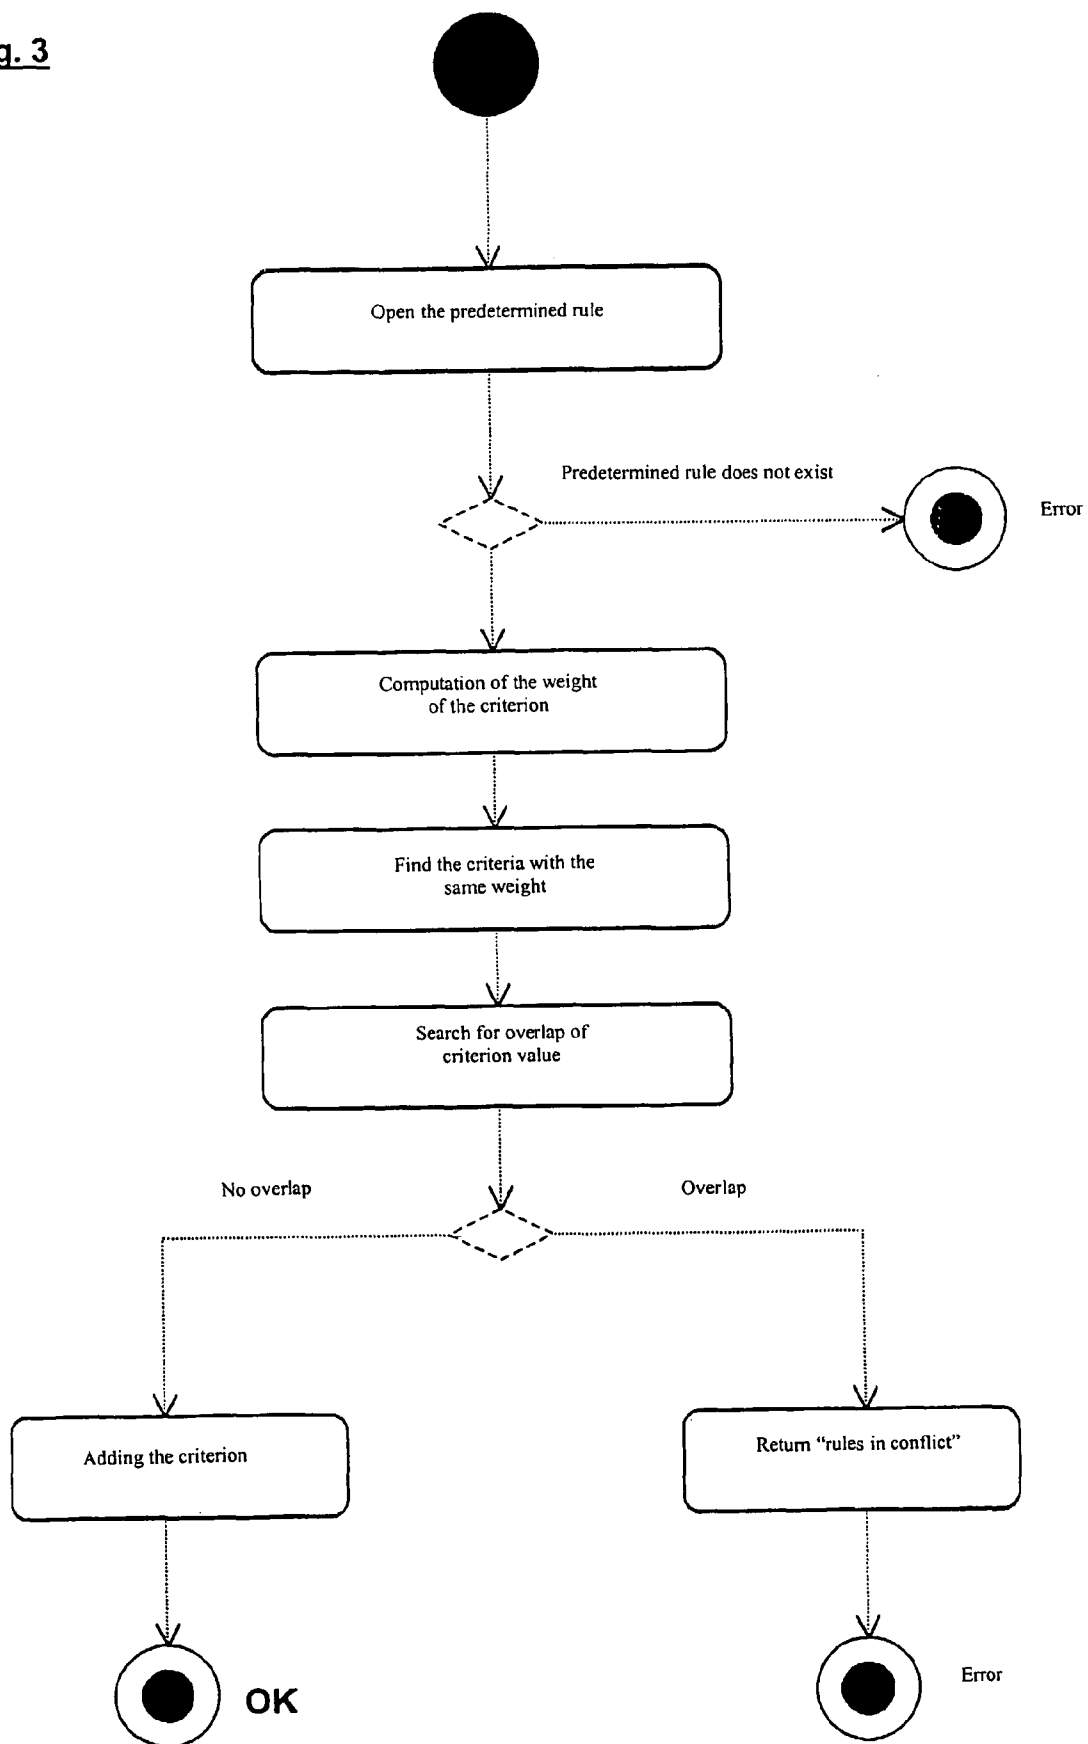 g. 3
Open the predetermined rule
Predetermined rule does not exist
Error
Computation of the weight
of the criterion
Find the criteria with the
same weight
Search for overlap of
criterion value
No overlap
Overlap
Adding the criterion
Return “rules in conflict”
OK
Error